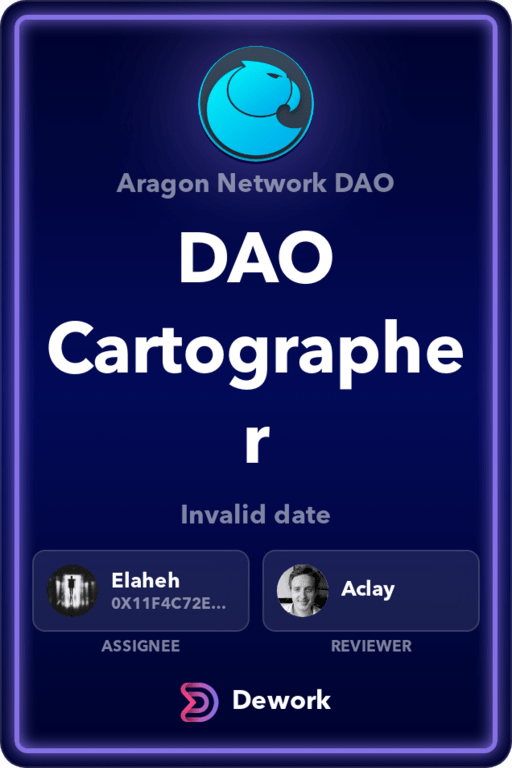 Aragon Network DAO
DAO
Cartographe
r
Invalid date
Elaheh
0X11F4C72E...
Aclay
ASSIGNEE
REVIEWER
Dework